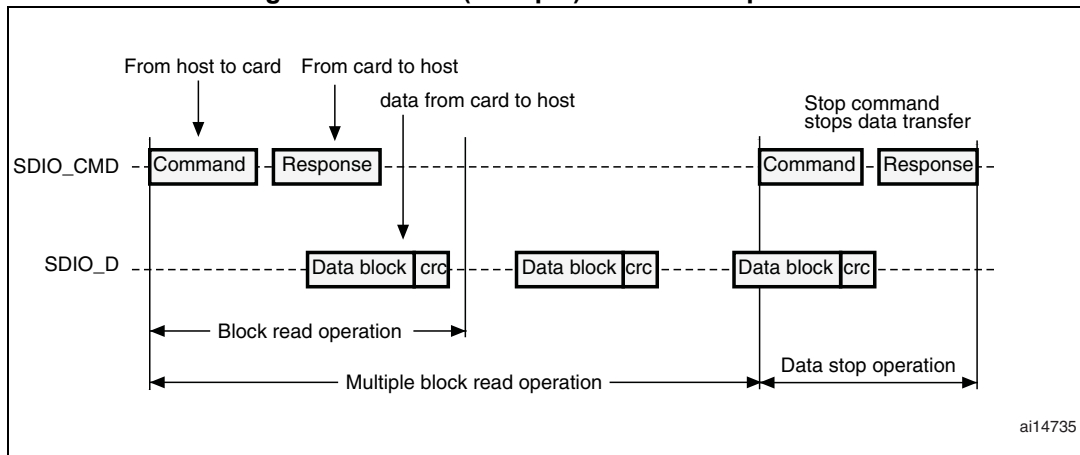 From host to card From card to host
data from card to host
Stop command
stops data transfer
SDIO_CMD Command Response Command Response
SDIO_D Data block crc Data block crc Data block crc
Block read operation
Data stop operation
Multiple block read operation
ai14735